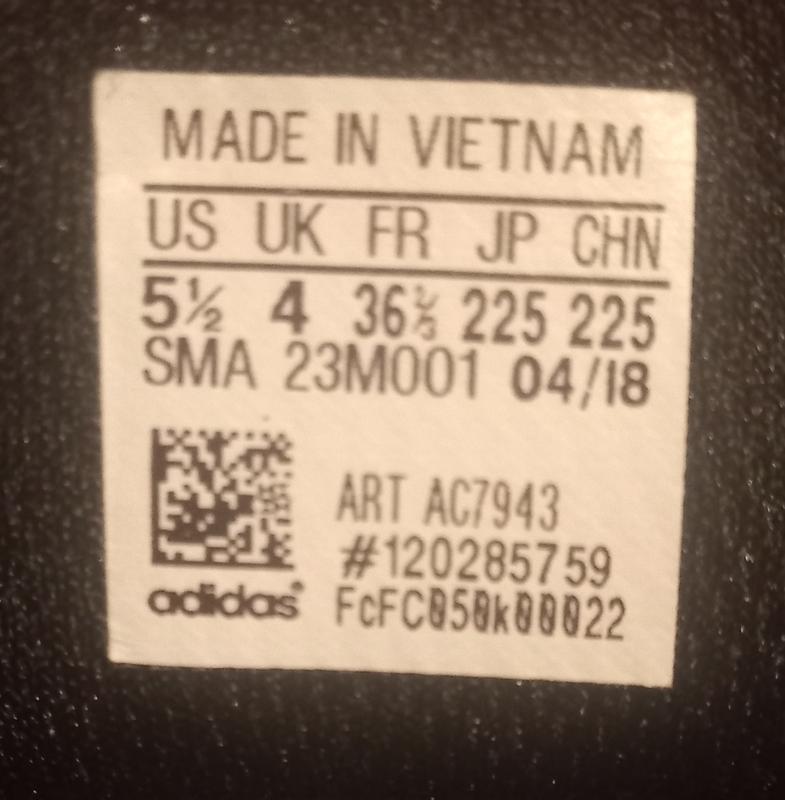 MADE IN VIETNAM
US UK FR JP CHN
5½ 4 36⅔ 225 225
SMA 23M001 04/18
ART AC7943
#120285759
adidas
FcFC050k00022